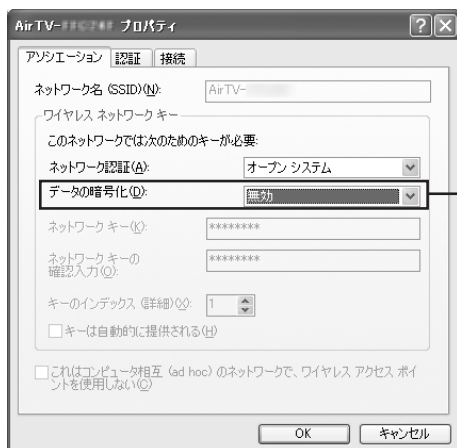 AirTV- プロパティ
アソシエーション 認証 接続
ネットワーク名 (SSID)(N): AirTV-
ワイヤレス ネットワーク キー
このネットワークでは次のためのキーが必要:
ネットワーク認証(A): オープン システム
データの暗号化(D): 無効
ネットワーク キー(K): ********
ネットワーク キーの
確認入力(O): ********
キーのインデックス (詳細)(X): 1
キーは自動的に提供される(H)
これはコンピュータ相互 (ad hoc) のネットワークで、ワイヤレス アクセス ポイ
ントを使用しない(C)
OK キャンセル